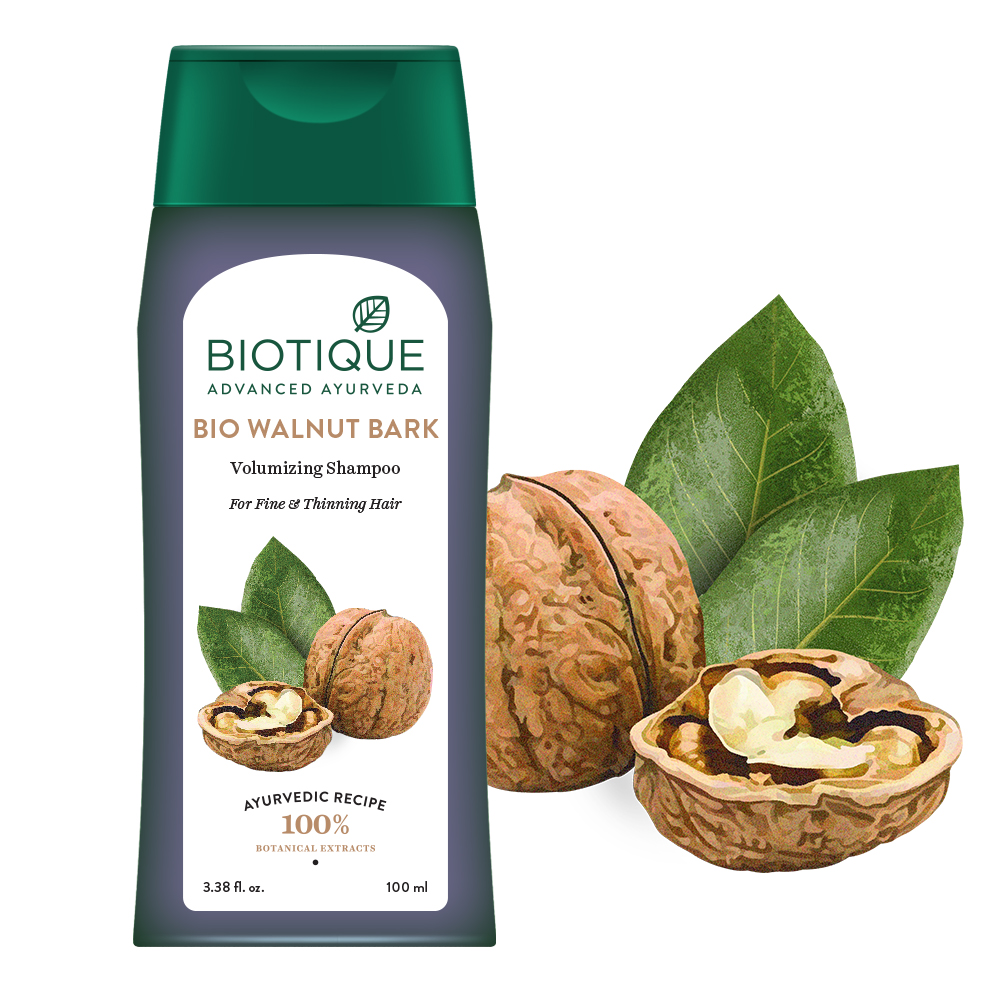 BIOTIQUE
ADVANCED AYURVEDA
BIO WALNUT BARK
Volumizing Shampoo
For Fine & Thinning Hair
AYURVEDIC RECIPE
100%
BOTANICAL EXTRACTS
3.38 fl. oz. 100 ml